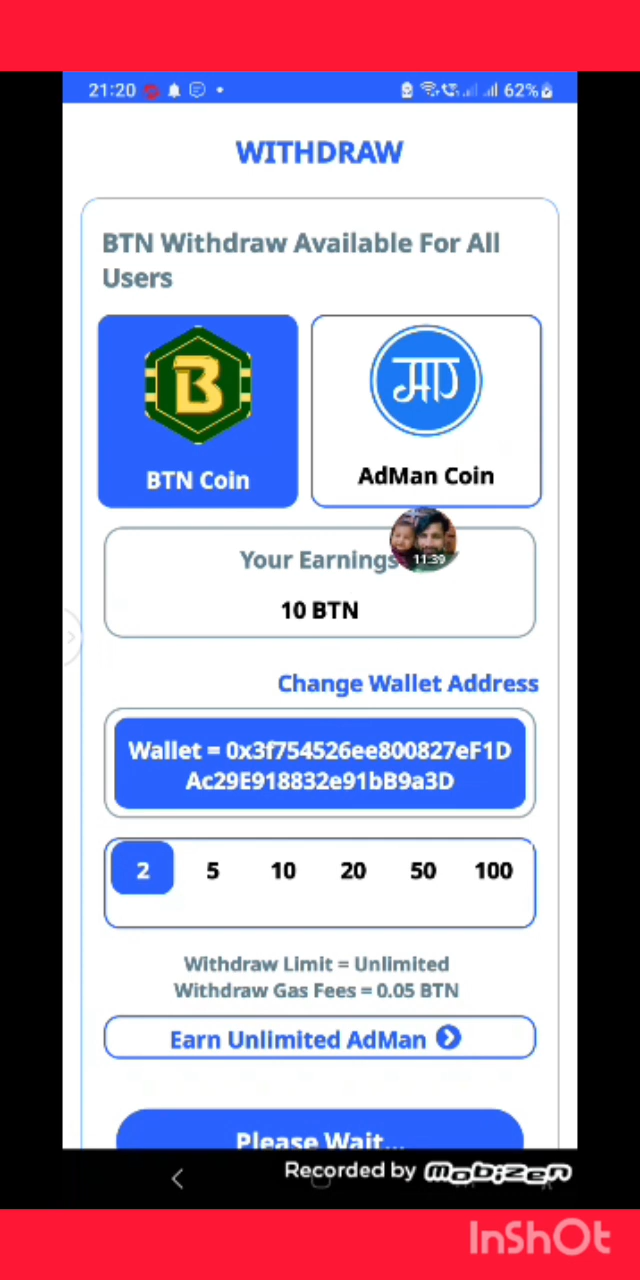 21:20
62%
WITHDRAW
BTN Withdraw Available For All
Users
B
BTN Coin
AdMan Coin
Your Earnings
11:39
10 BTN
Change Wallet Address
Wallet = 0x3f754526ee800827eF1D
Ac29E918832e91bB9a3D
2 5 10 20 50 100
Withdraw Limit = Unlimited
Withdraw Gas Fees = 0.05 BTN
Earn Unlimited AdMan
Please Wait...
Recorded by mobizen
InShOt